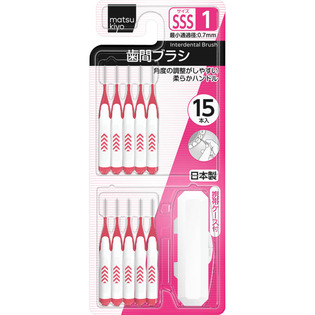 matsu
kiyo
サイズ
SSS 1
最小通過径:0.7mm
Interdental Brush
歯間ブラシ
角度の調整がしやすい
柔らかハンドル
15
本入
日本製
携帯ケース付